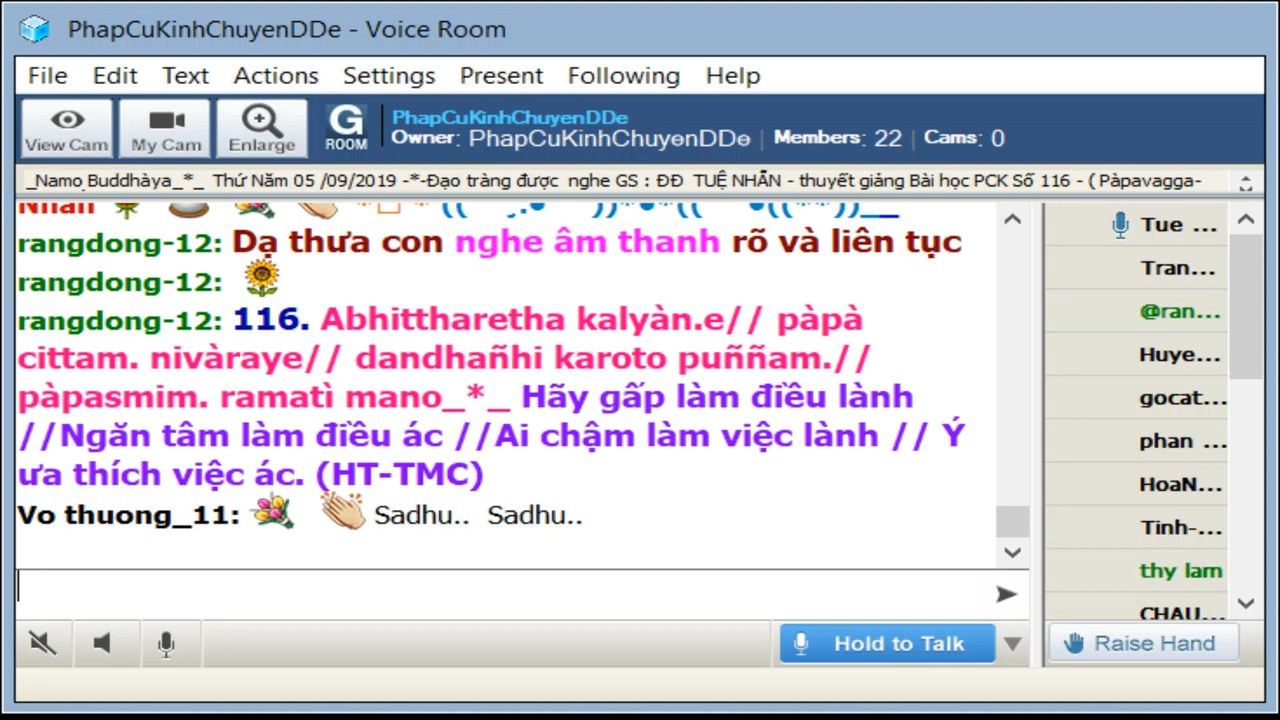 PhapCuKinhChuyenDDe - Voice Room
File Edit Text Actions Settings Present Following Help
View Cam My Cam Enlarge G ROOM
PhapCuKinhChuyenDDe
Owner: PhapCuKinhChuyenDDe | Members: 22 | Cams: 0
_Namo Buddhàya_*_ Thứ Năm 05 /09/2019 -*-Đạo tràng được nghe GS : ĐĐ TUỆ NHẪN - thuyết giảng Bài học PCK Số 116 - ( Pàpavagga-
rangdong-12: Dạ thưa con nghe âm thanh rõ và liên tục
rangdong-12:
rangdong-12: 116. Abhittharetha kalyàn.e// pàpà
cittam. nivàraye// dandhañhi karoto puññam.//
pàpasmim. ramatì mano_*_ Hãy gấp làm điều lành
//Ngăn tâm làm điều ác //Ai chậm làm việc lành // Ý
ưa thích việc ác. (HT-TMC)
Vo thuong_11: Sadhu.. Sadhu..
Tue ...
Tran...
@ran...
Huye...
gocat...
phan ...
HoaN...
Tinh-...
thy lam
CHAU...
Hold to Talk
Raise Hand